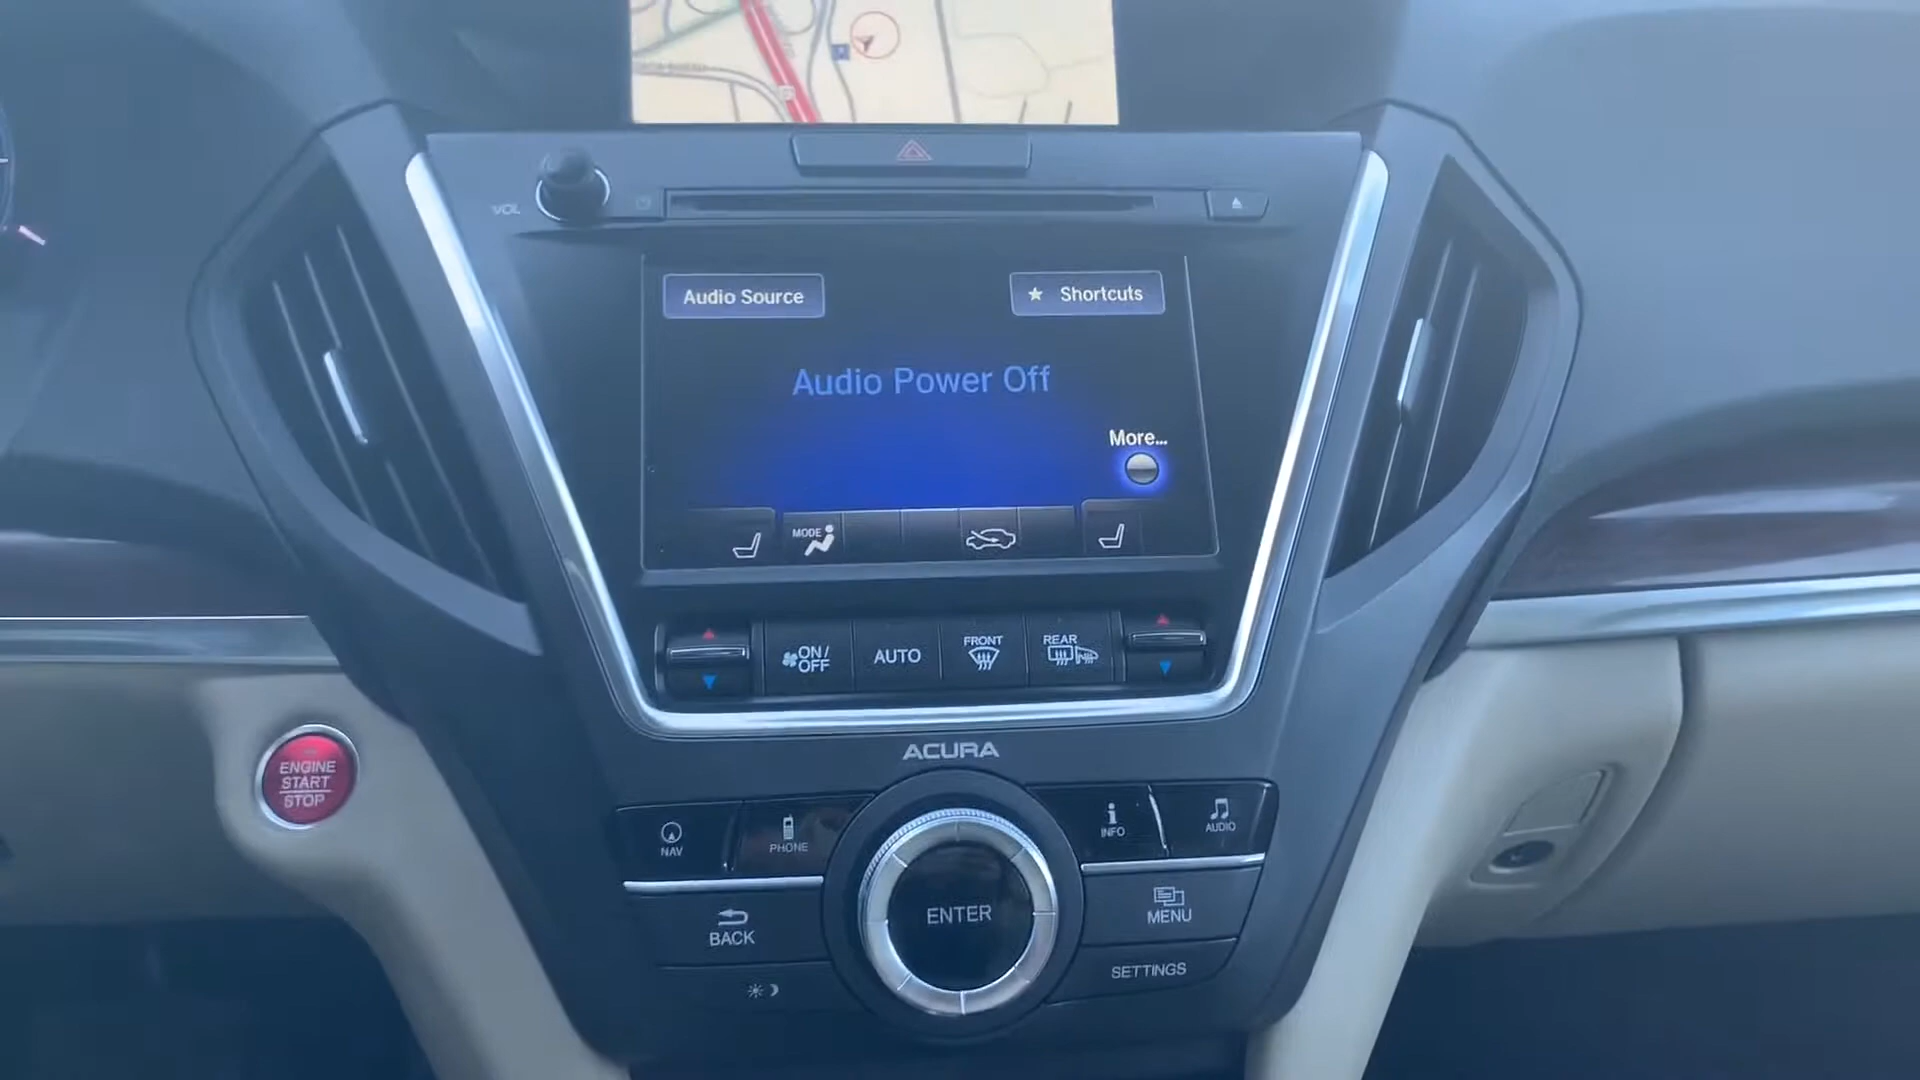 VOL
Audio Source
★ Shortcuts
Audio Power Off
More...
MODE
ON/
OFF
AUTO
FRONT
REAR
ACURA
ENGINE
START
STOP
NAV
PHONE
INFO
AUDIO
ENTER
BACK
MENU
SETTINGS